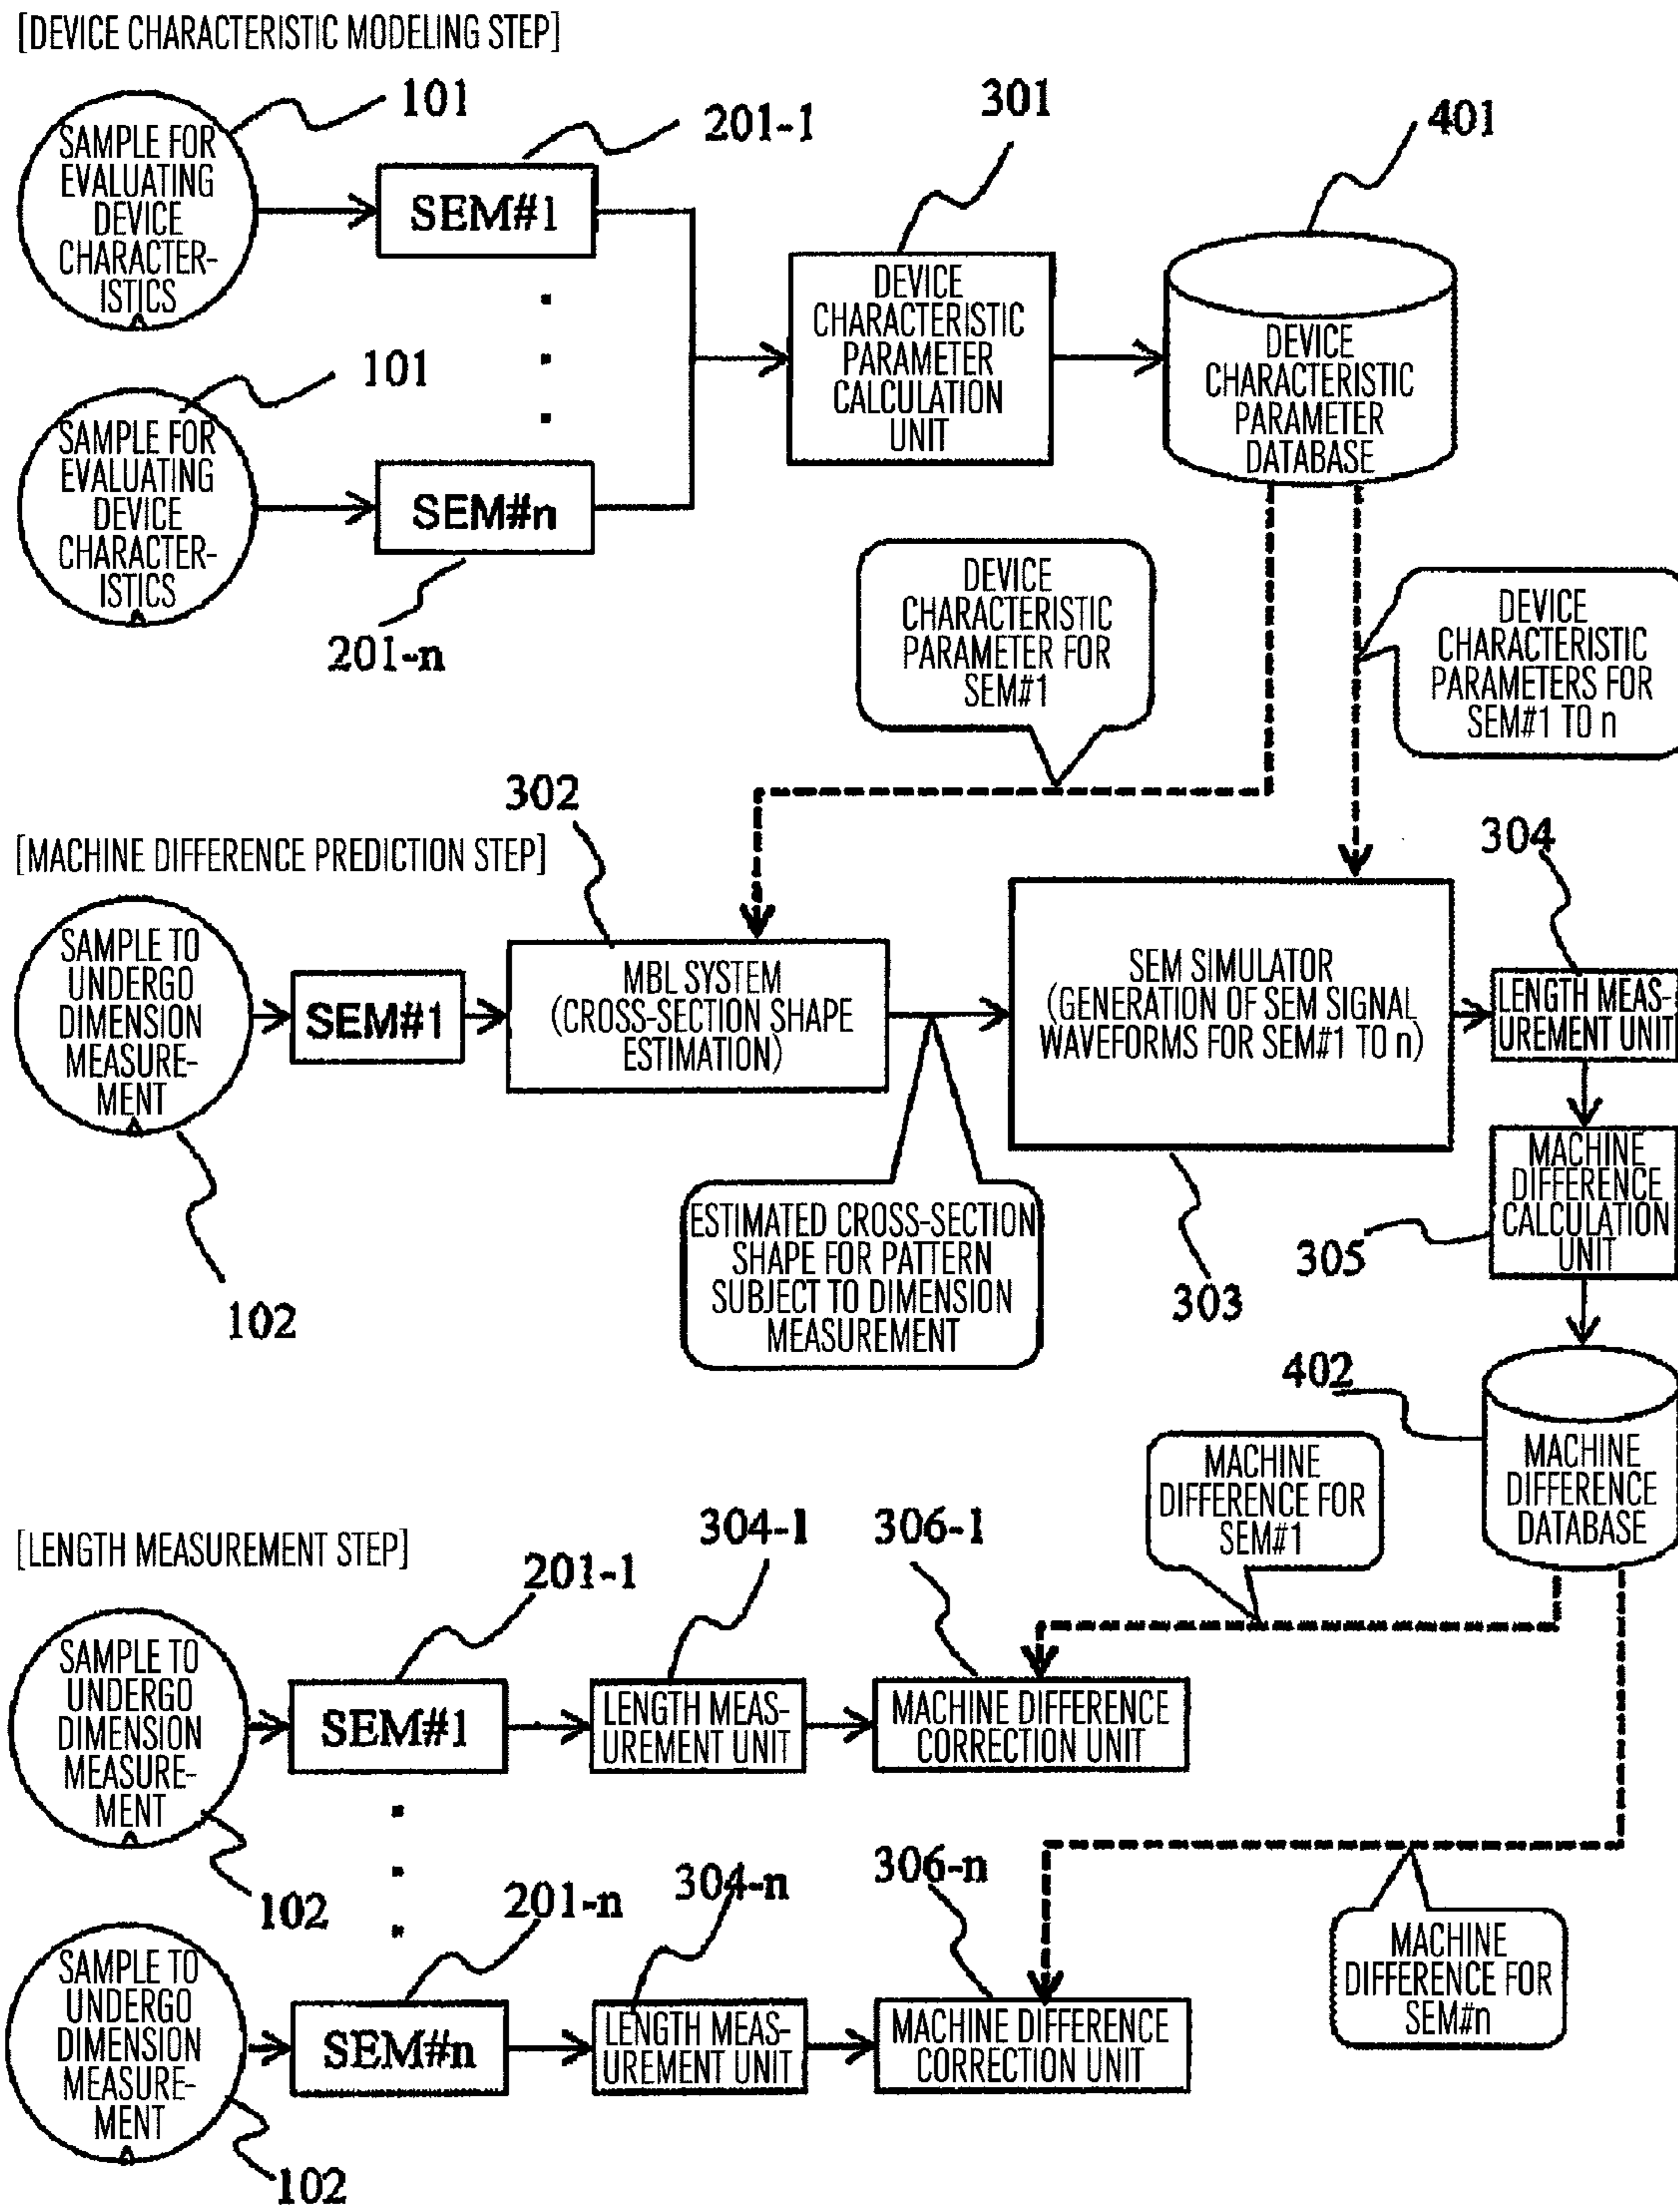 [DEVICE CHARACTERISTIC MODELING STEP]
101
SAMPLE FOR
EVALUATING
DEVICE
CHARACTER-
ISTICS
201-1
SEM#1
301
DEVICE
CHARACTERISTIC
PARAMETER
CALCULATION
UNIT
401
DEVICE
CHARACTERISTIC
PARAMETER
DATABASE
101
SAMPLE FOR
EVALUATING
DEVICE
CHARACTER-
ISTICS
SEM#n
201-n
DEVICE
CHARACTERISTIC
PARAMETER FOR
SEM#1
DEVICE
CHARACTERISTIC
PARAMETERS FOR
SEM#1 TO n
[MACHINE DIFFERENCE PREDICTION STEP]
302
304
SAMPLE TO
UNDERGO
DIMENSION
MEASURE-
MENT
102
SEM#1
MBL SYSTEM
(CROSS-SECTION SHAPE
ESTIMATION)
SEM SIMULATOR
(GENERATION OF SEM SIGNAL
WAVEFORMS FOR SEM#1 TO n)
303
LENGTH MEAS-
UREMENT UNIT
ESTIMATED CROSS-SECTION
SHAPE FOR PATTERN
SUBJECT TO DIMENSION
MEASUREMENT
MACHINE
DIFFERENCE
CALCULATION
UNIT
305
402
MACHINE
DIFFERENCE
DATABASE
MACHINE
DIFFERENCE FOR
SEM#1
[LENGTH MEASUREMENT STEP]
201-1
304-1
306-1
SAMPLE TO
UNDERGO
DIMENSION
MEASURE-
MENT
102
SEM#1
LENGTH MEAS-
UREMENT UNIT
MACHINE DIFFERENCE
CORRECTION UNIT
201-n
304-n
306-n
SAMPLE TO
UNDERGO
DIMENSION
MEASURE-
MENT
102
SEM#n
LENGTH MEAS-
UREMENT UNIT
MACHINE DIFFERENCE
CORRECTION UNIT
MACHINE
DIFFERENCE FOR
SEM#n